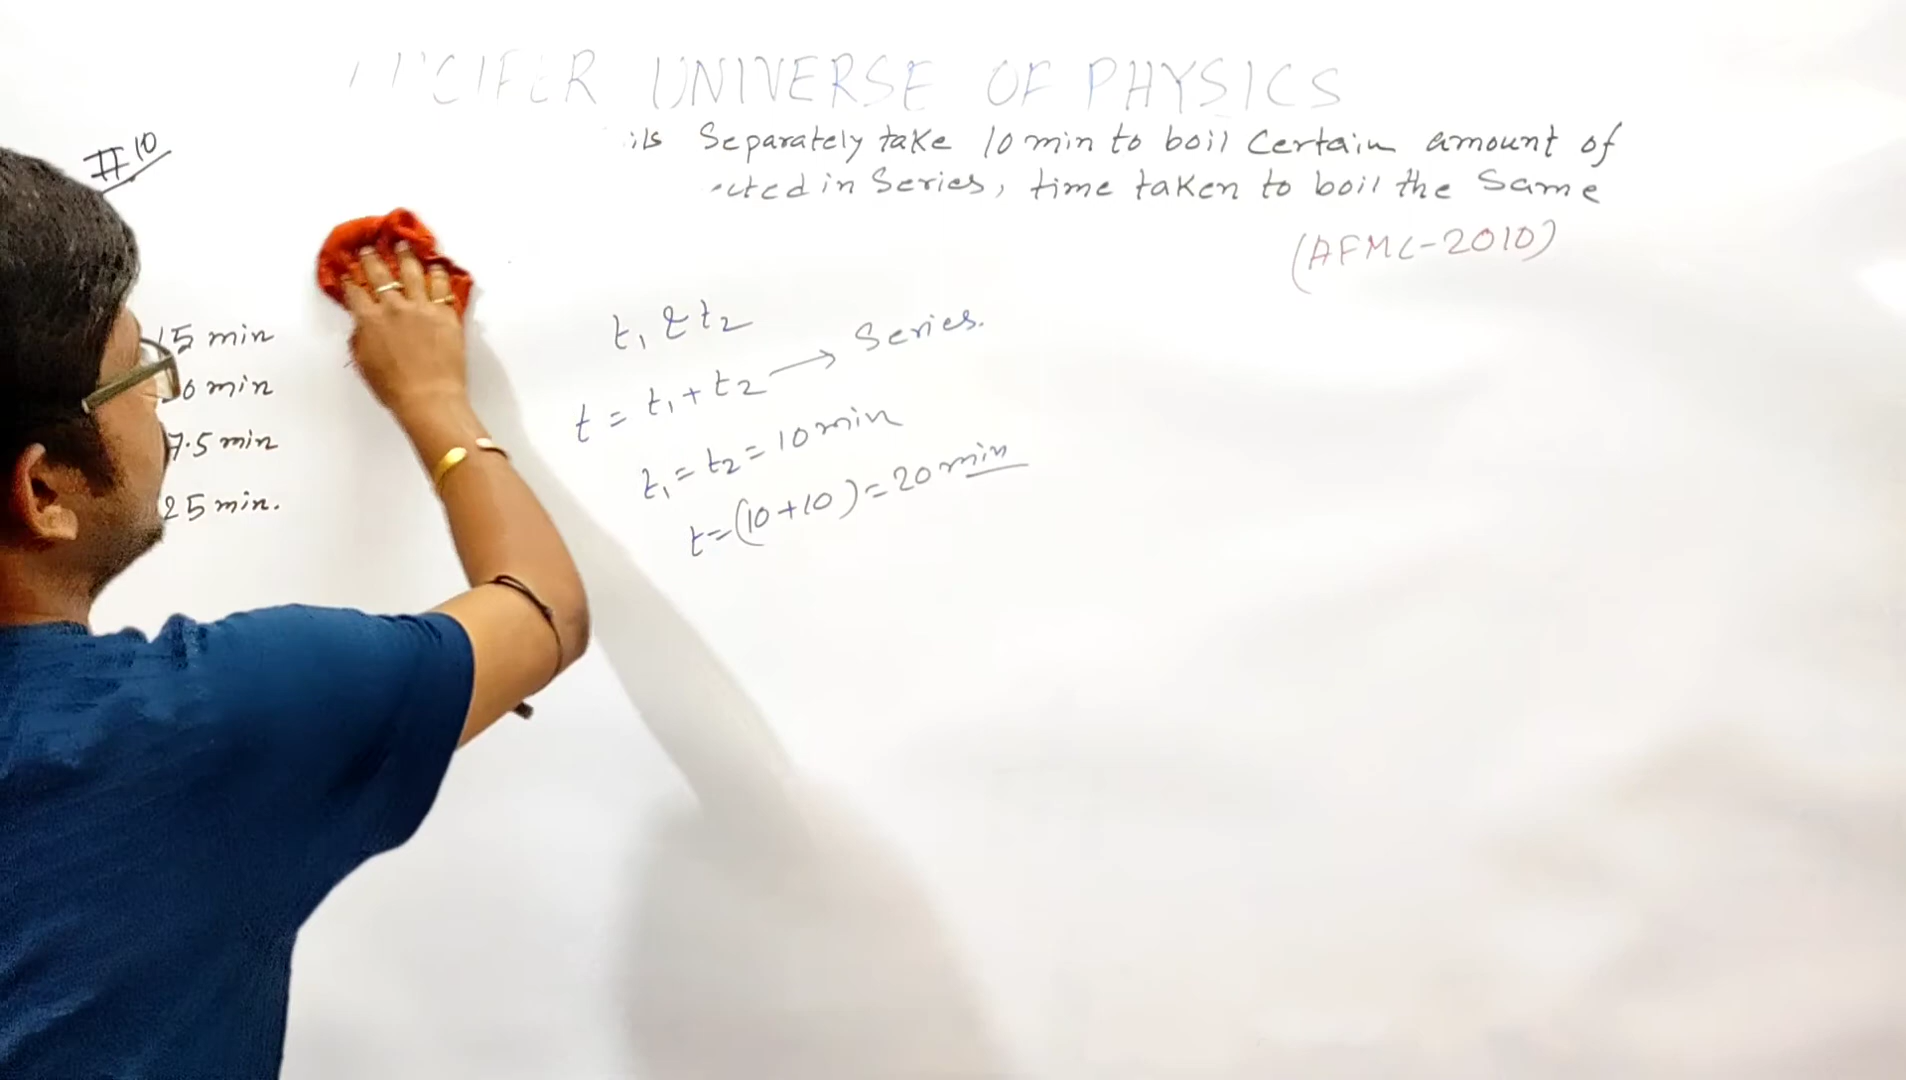 UNIVERSE OF PHYSICS
#10
Separately take 10 min to boil Certain amount of
in Series, time taken to boil the Same
(AFMC-2010)
15 min
7.5 min
25 min.
t₁ & t₂
t = t₁ + t₂ → Series.
t₁ = t₂ = 10 min
t = (10 + 10) = 20 min